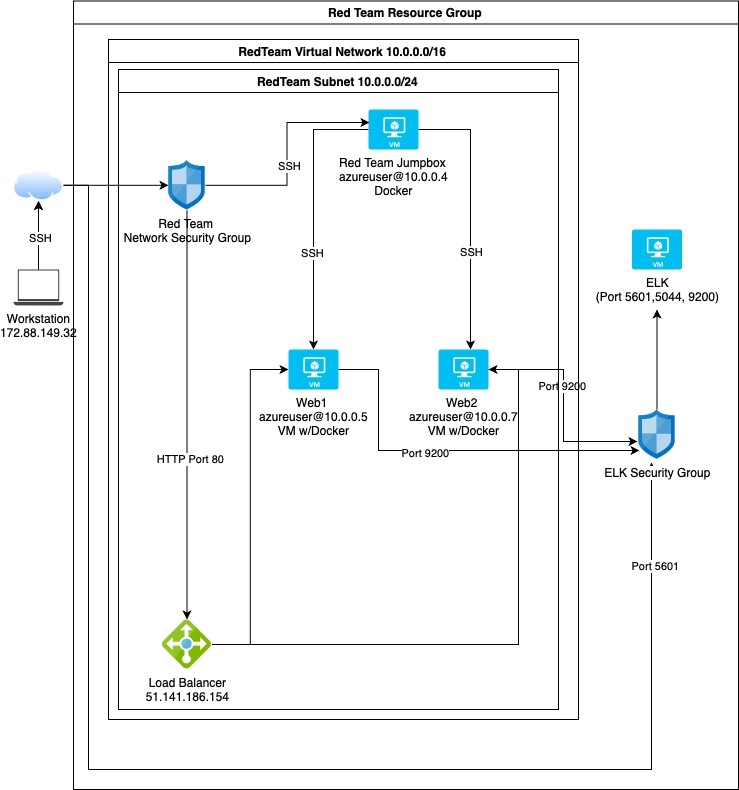 Red Team Resource Group
RedTeam Virtual Network 10.0.0.0/16
RedTeam Subnet 10.0.0.0/24
VM
SSH
Red Team Jumpbox
azureuser@10.0.0.4
Docker
Red Team
Network Security Group
SSH
Workstation
172.88.149.32
SSH
SSH
VM
ELK
(Port 5601,5044, 9200)
VM
Web1
azureuser@10.0.0.5
VM w/Docker
VM
Web2
azureuser@10.0.0.7
VM w/Docker
Port 9200
Port 9200
HTTP Port 80
ELK Security Group
Port 5601
Load Balancer
51.141.186.154